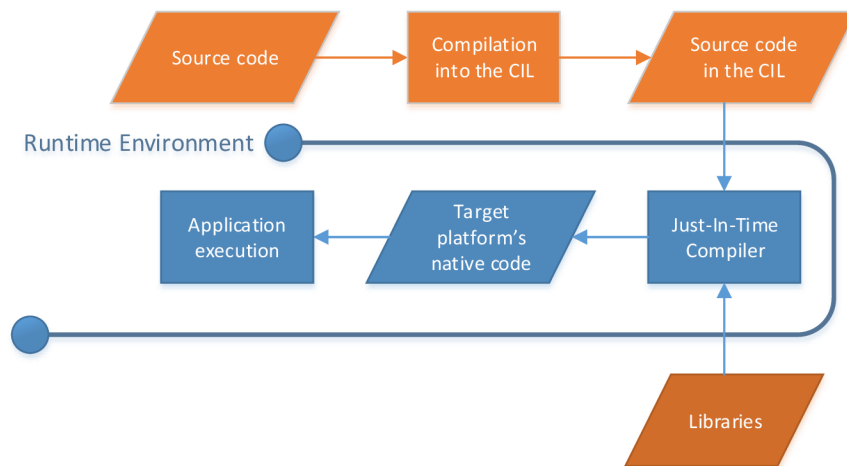 Source code
Compilation
into the CIL
Source code
in the CIL
Runtime Environment
Application
execution
Target
platform's
native code
Just-In-Time
Compiler
Libraries